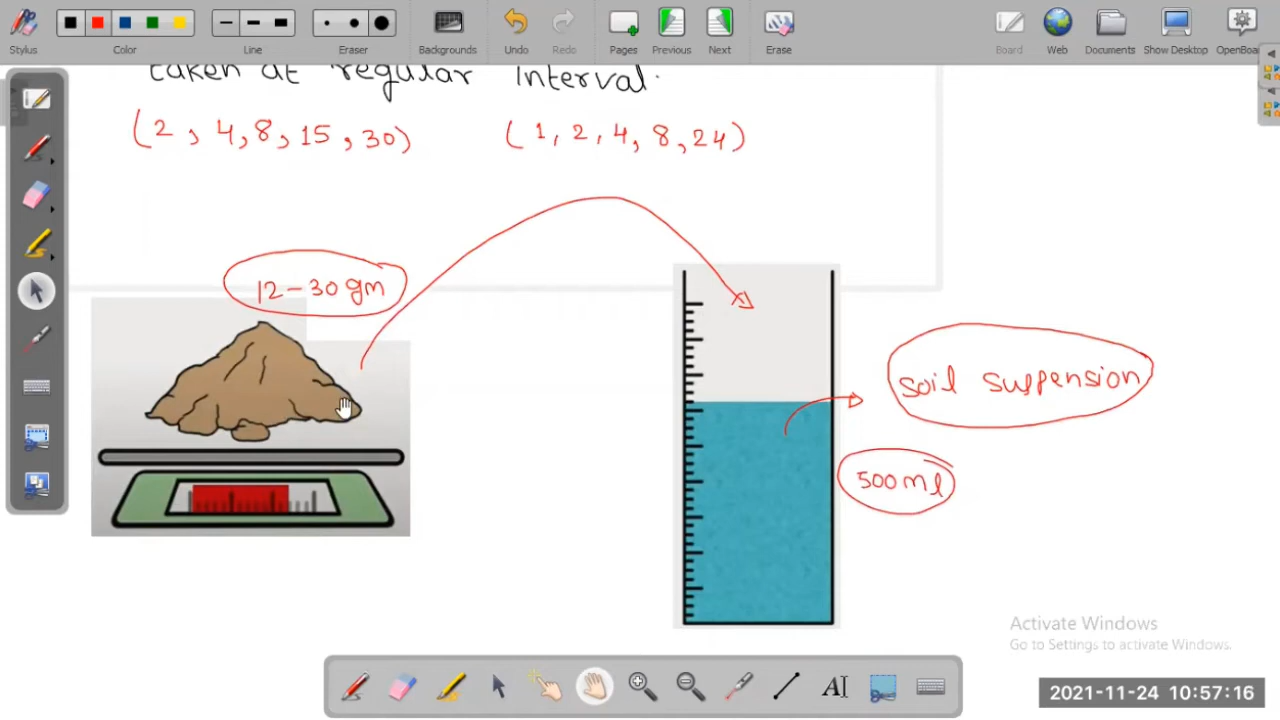 Stylus
Color
Line
Eraser
Backgrounds
Undo
Redo
Pages
Previous
Next
Erase
Board
Web
Documents
Show Desktop
OpenBoa
taken at regular interval.
(2, 4, 8, 15, 30) (1, 2, 4, 8, 24)
12-30 gm
soil suspension
500 ml
Activate Windows
Go to Settings to activate Windows.
AI
2021-11-24 10:57:16